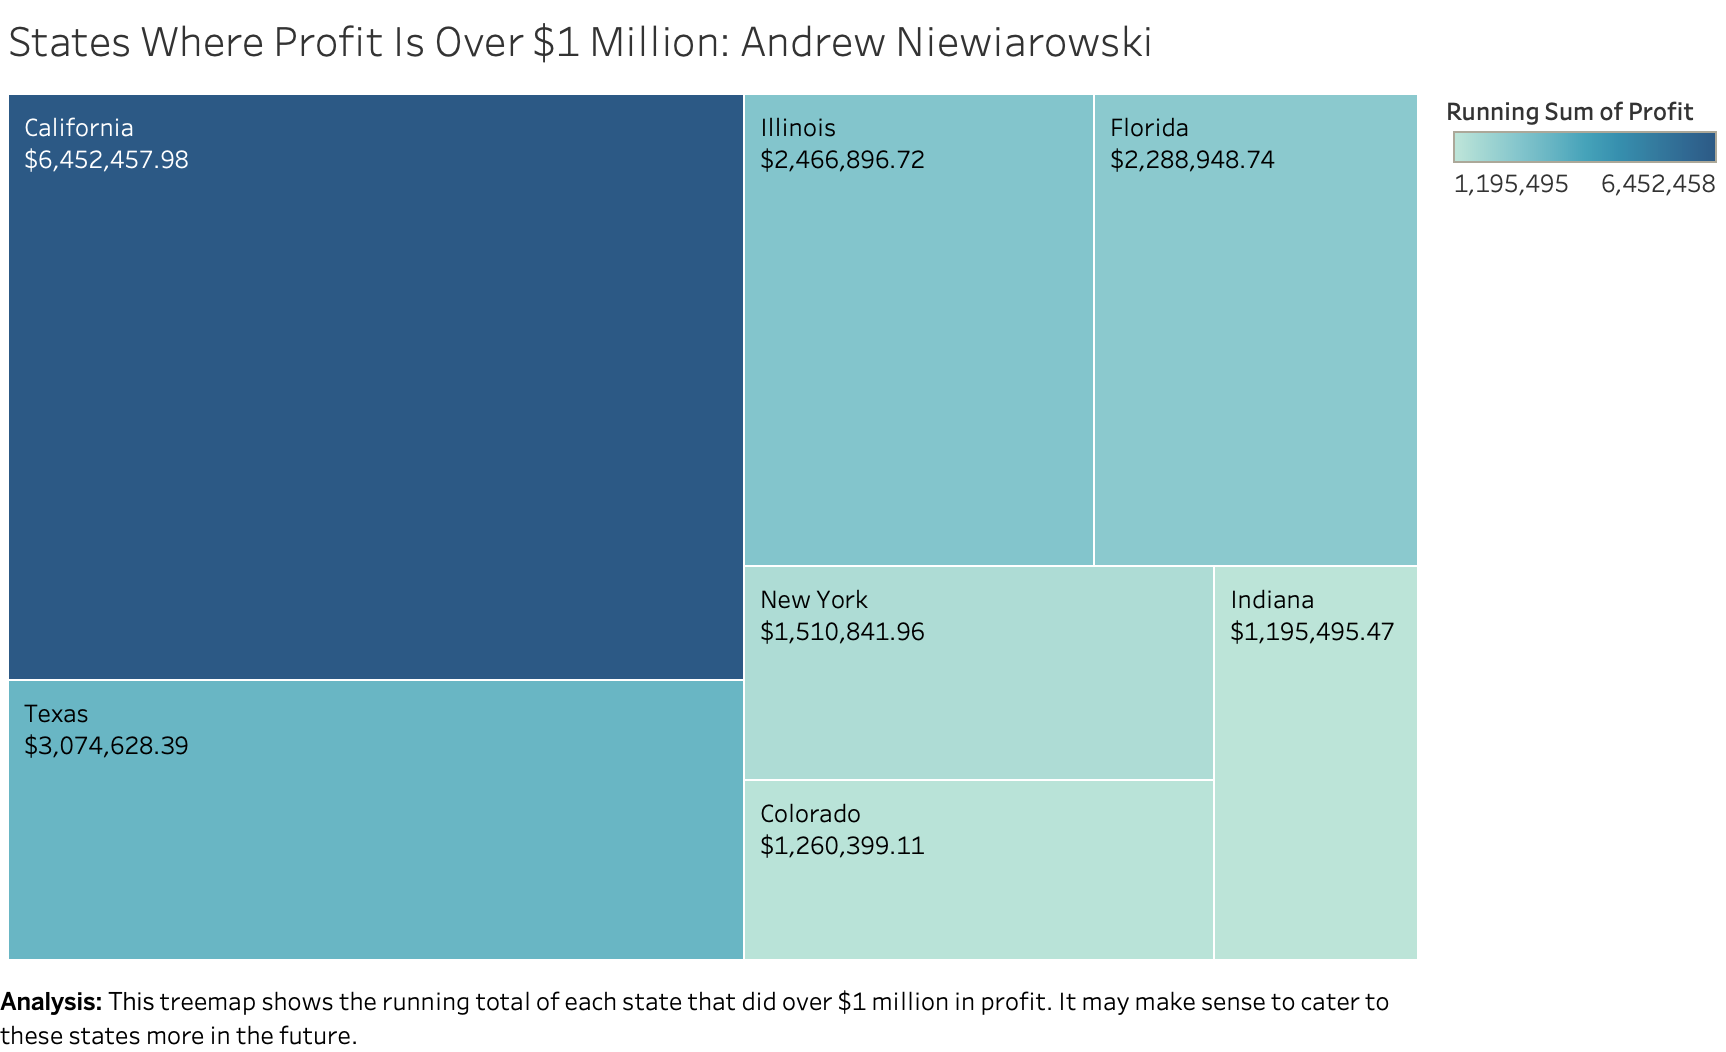 States Where Profit Is Over $1 Million: Andrew Niewiarowski
California
$6,452,457.98
Illinois
$2,466,896.72
Florida
$2,288,948.74
Running Sum of Profit
1,195,495 6,452,458
New York
$1,510,841.96
Indiana
$1,195,495.47
Texas
$3,074,628.39
Colorado
$1,260,399.11
Analysis: This treemap shows the running total of each state that did over $1 million in profit. It may make sense to cater to
these states more in the future.